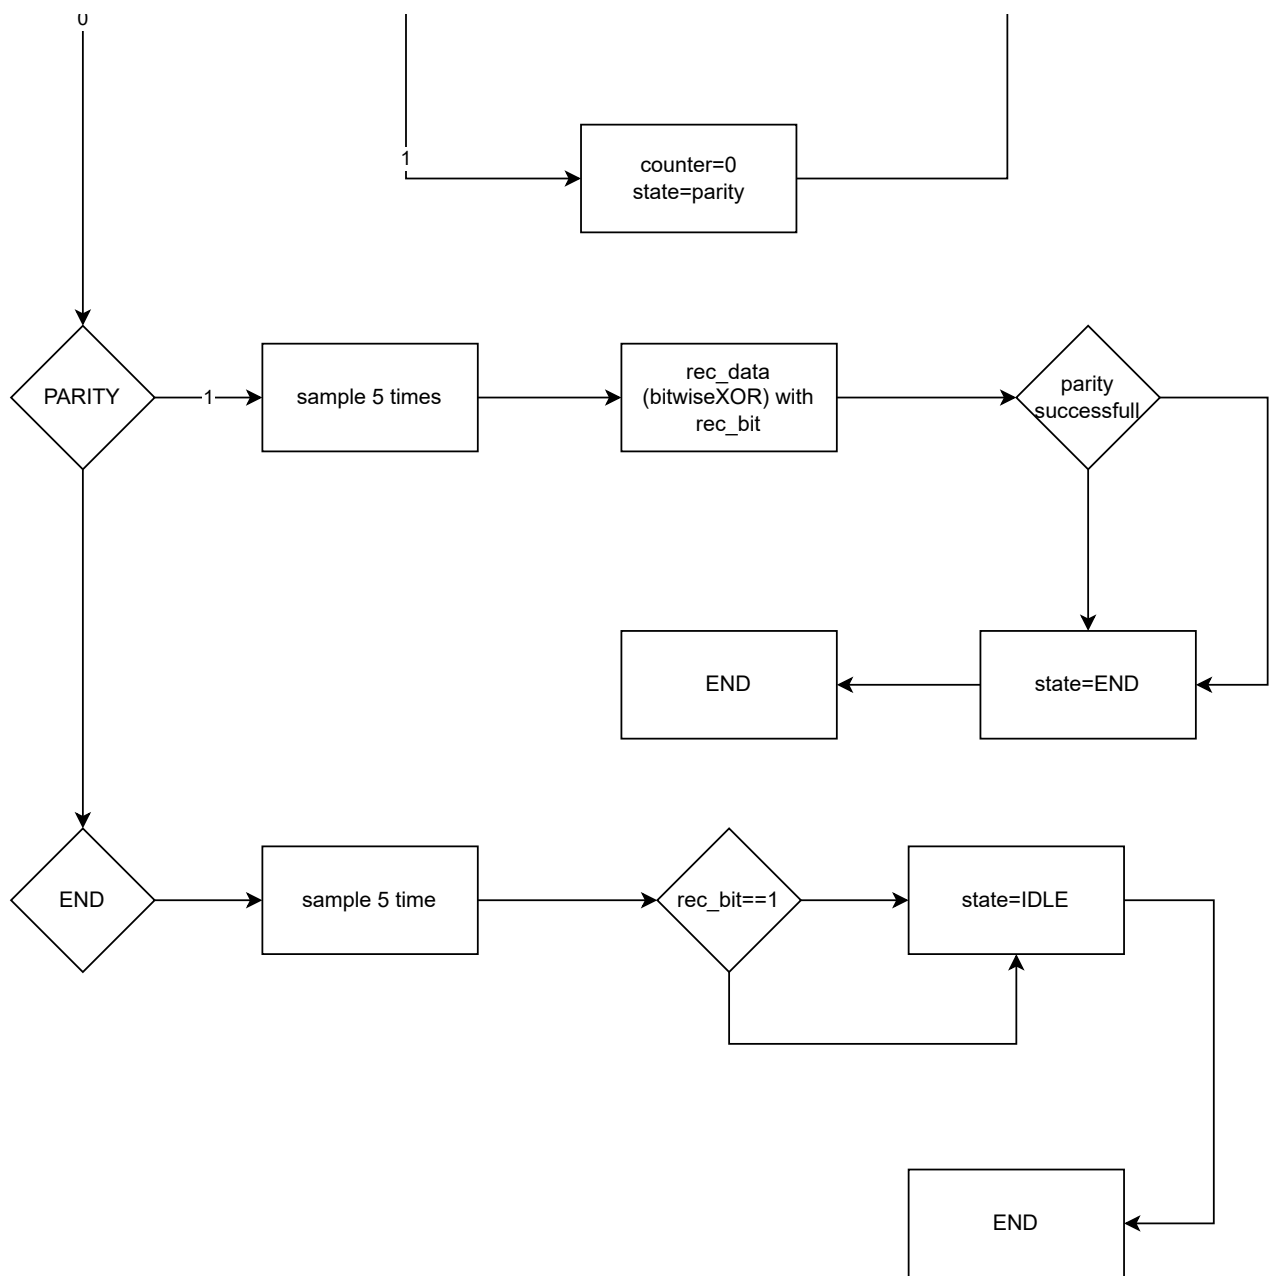 0
1
counter=0
state=parity
PARITY
1
sample 5 times
rec_data
(bitwiseXOR) with
rec_bit
parity
successfull
END
state=END
END
sample 5 time
rec_bit==1
state=IDLE
END